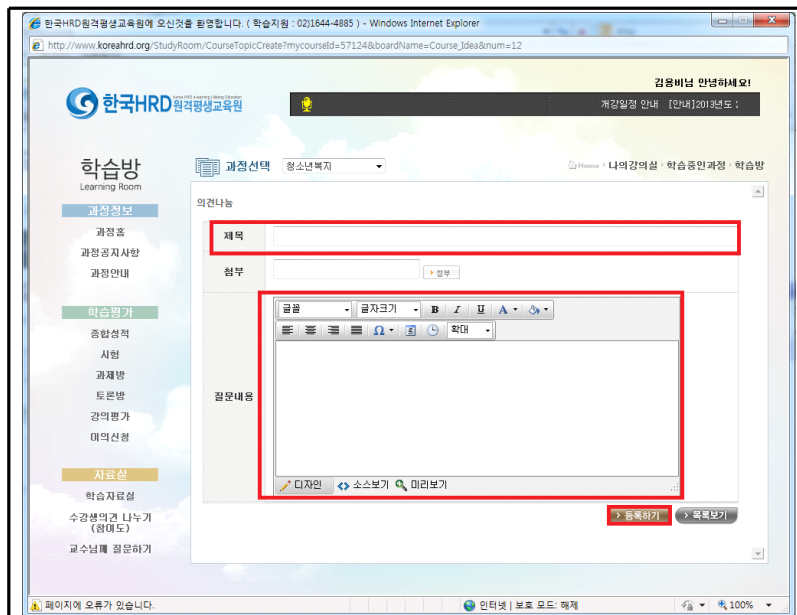 한국HRD원격평생교육원에 오신것을 환영합니다. ( 학습지원 : 02)1644-4885 ) - Windows Internet Explorer
http://www.koreahrd.org/StudyRoom/CourseTopicCreate?mycourseId=57124&boardName=Course_Idea&num=12
김용비님 안녕하세요!
한국HRD원격평생교육원
개강일정 안내 [안내]2013년도 2
학습방
Learning Room
과정선택 청소년복지
Home 나의강의실 학습중인과정 학습방
과정정보
과정홈
과정공지사항
과정안내
학습평가
종합성적
시험
과제방
토론방
강의평가
이의신청
자료실
학습자료실
수강생의견 나누기
(참여도)
교수님께 질문하기
의견나눔
제목
첨부 첨부
질문내용
글꼴 글자크기 B I U A
Ω 확대
디자인 소스보기 미리보기
등록하기 목록보기
페이지에 오류가 있습니다. 인터넷 | 보호 모드: 해제 100%